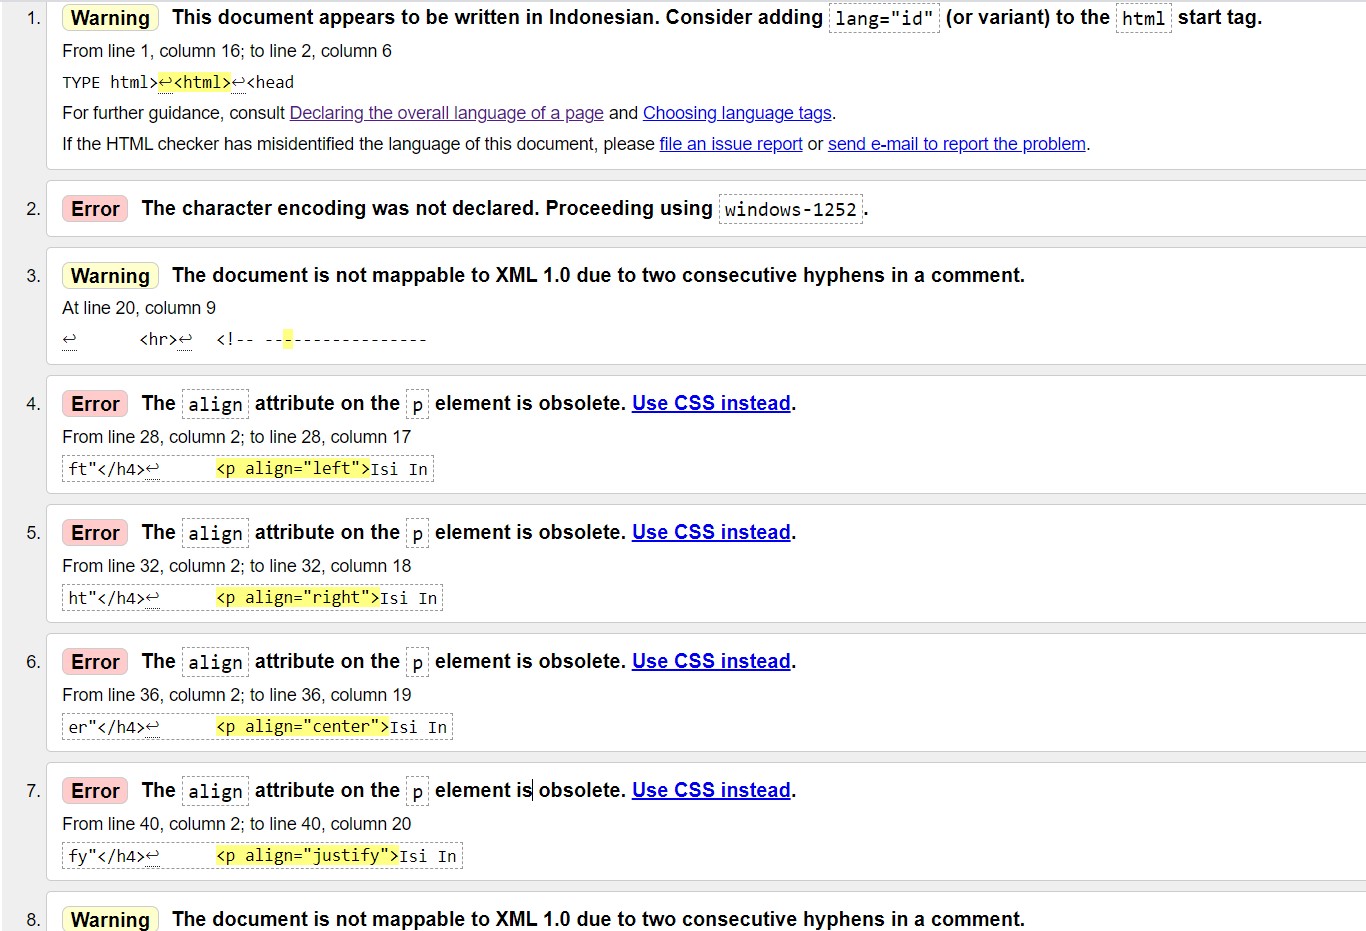 1. Warning This document appears to be written in Indonesian. Consider adding lang="id" (or variant) to the html start tag.
From line 1, column 16; to line 2, column 6
TYPE html>↩<html>↩<head
For further guidance, consult Declaring the overall language of a page and Choosing language tags.
If the HTML checker has misidentified the language of this document, please file an issue report or send e-mail to report the problem.
2. Error The character encoding was not declared. Proceeding using windows-1252.
3. Warning The document is not mappable to XML 1.0 due to two consecutive hyphens in a comment.
At line 20, column 9
↩ <hr>↩ <!-- -----------------
4. Error The align attribute on the p element is obsolete. Use CSS instead.
From line 28, column 2; to line 28, column 17
ft"</h4>↩ <p align="left">Isi In
5. Error The align attribute on the p element is obsolete. Use CSS instead.
From line 32, column 2; to line 32, column 18
ht"</h4>↩ <p align="right">Isi In
6. Error The align attribute on the p element is obsolete. Use CSS instead.
From line 36, column 2; to line 36, column 19
er"</h4>↩ <p align="center">Isi In
7. Error The align attribute on the p element is obsolete. Use CSS instead.
From line 40, column 2; to line 40, column 20
fy"</h4>↩ <p align="justify">Isi In
8. Warning The document is not mappable to XML 1.0 due to two consecutive hyphens in a comment.